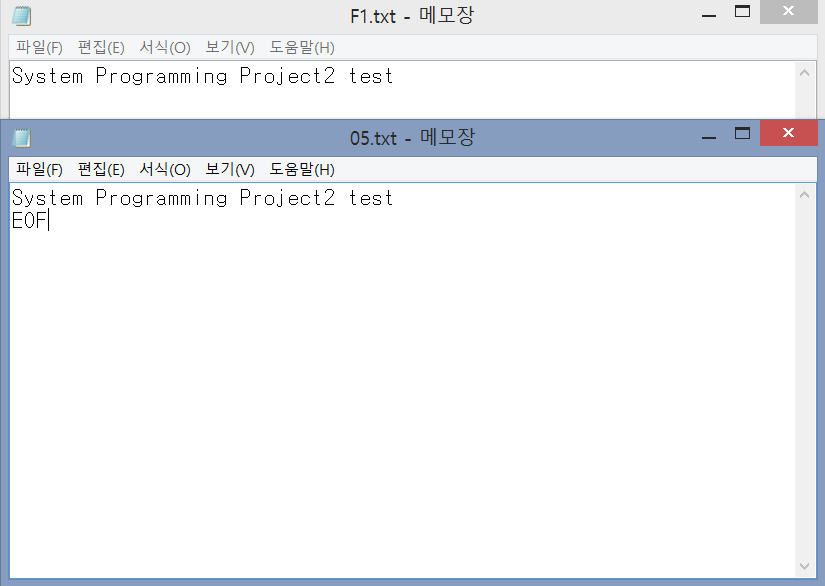 F1.txt - 메모장
파일(F) 편집(E) 서식(O) 보기(V) 도움말(H)
System Programming Project2 test
05.txt - 메모장
파일(F) 편집(E) 서식(O) 보기(V) 도움말(H)
System Programming Project2 test
EOF